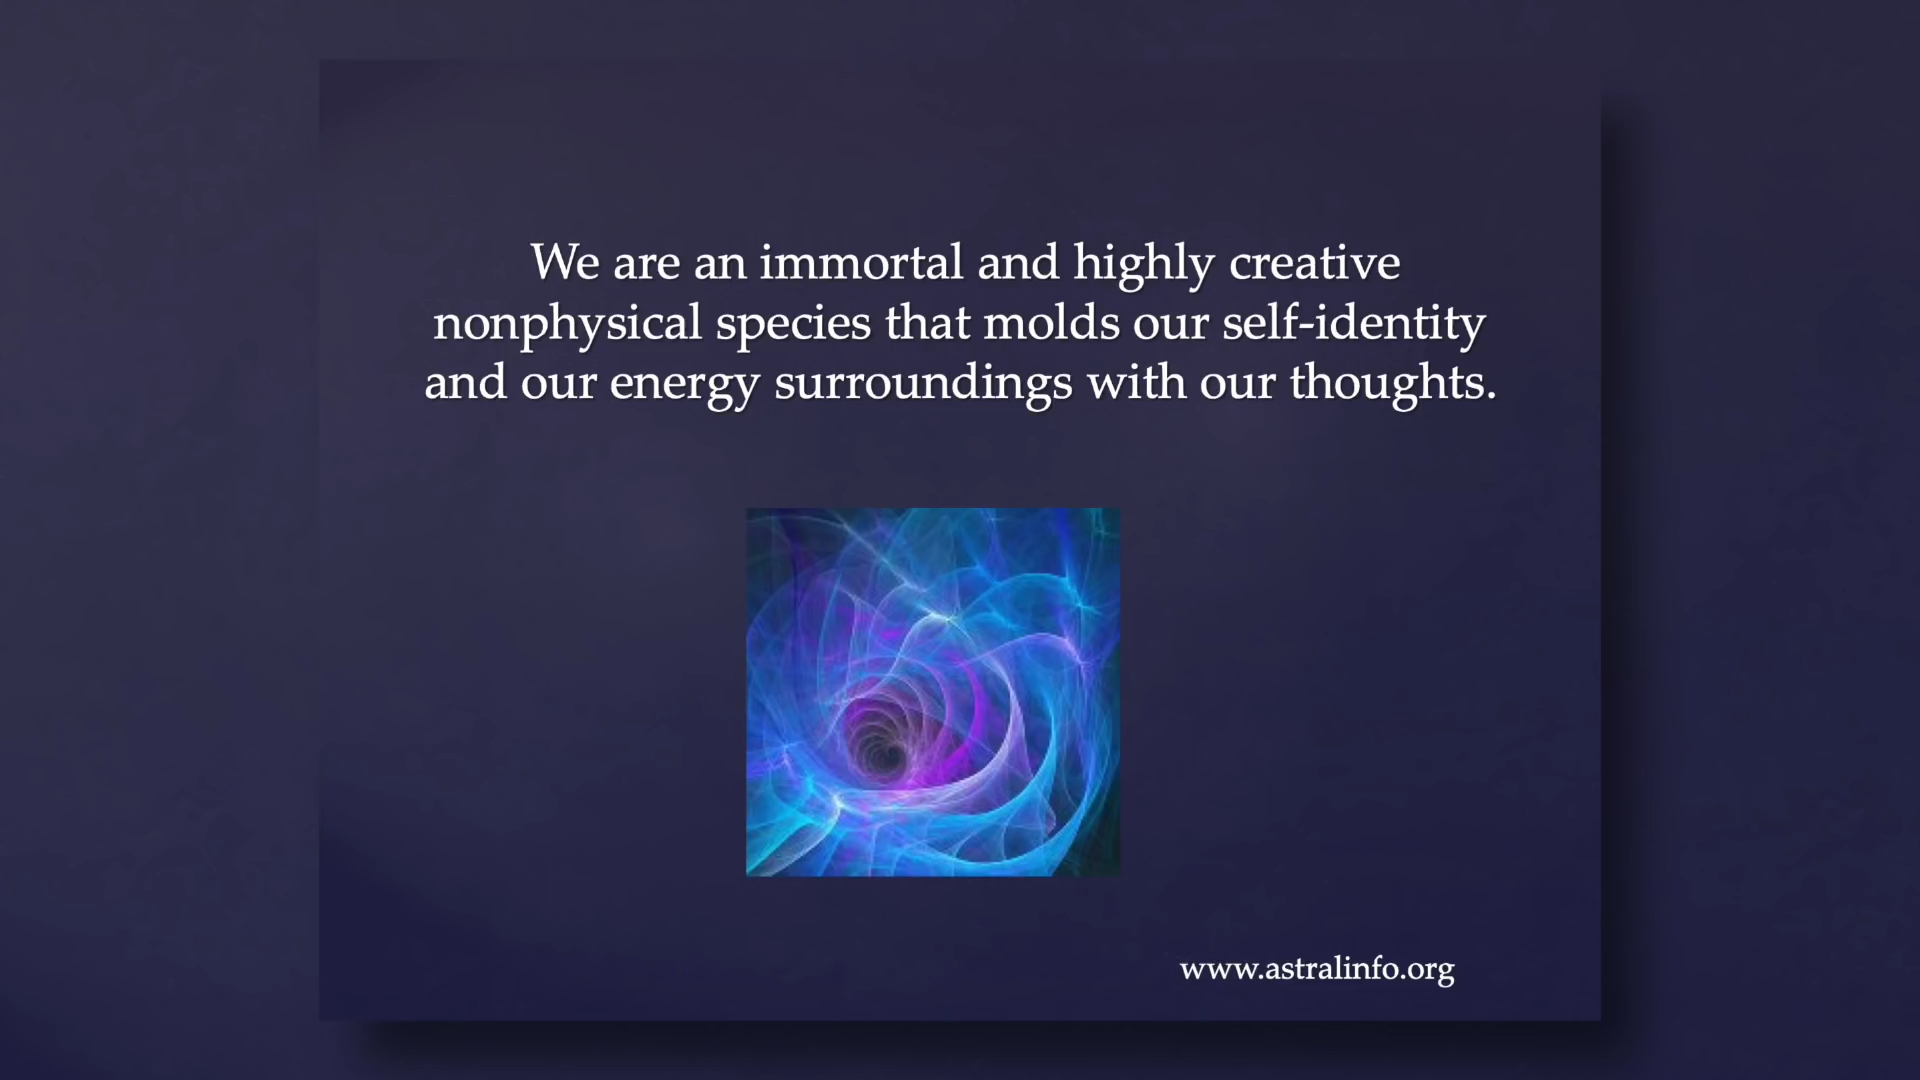 We are an immortal and highly creative
nonphysical species that molds our self-identity
and our energy surroundings with our thoughts.
www.astralinfo.org